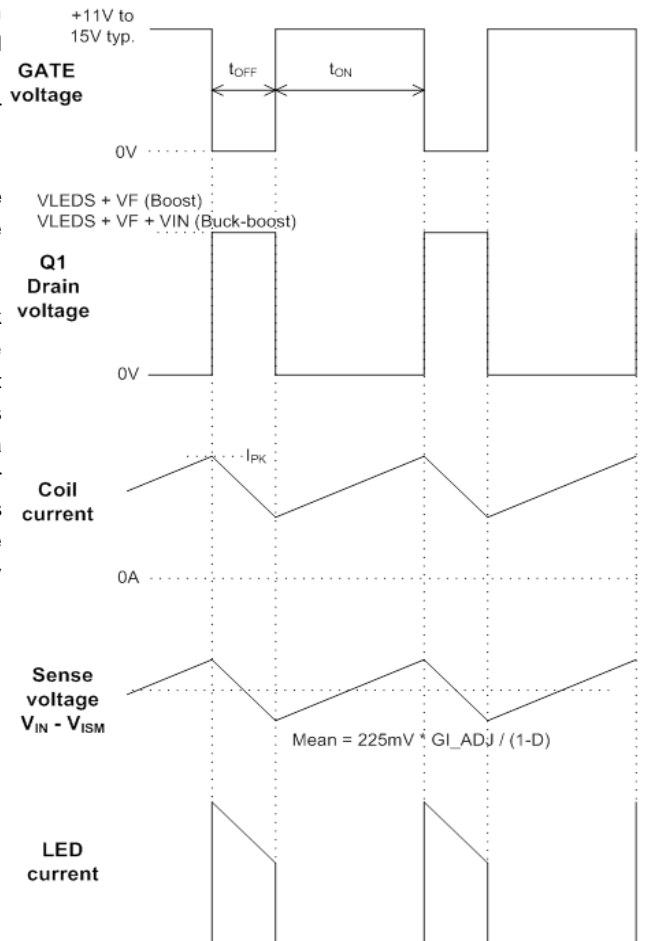 +11V to
15V typ.
GATE
voltage
tOFF
tON
0V
VLEDS + VF (Boost)
VLEDS + VF + VIN (Buck-boost)
Q1
Drain
voltage
0V
IPK
Coil
current
0A
Sense
voltage
VIN - VISM
Mean = 225mV * GI_ADJ / (1-D)
LED
current